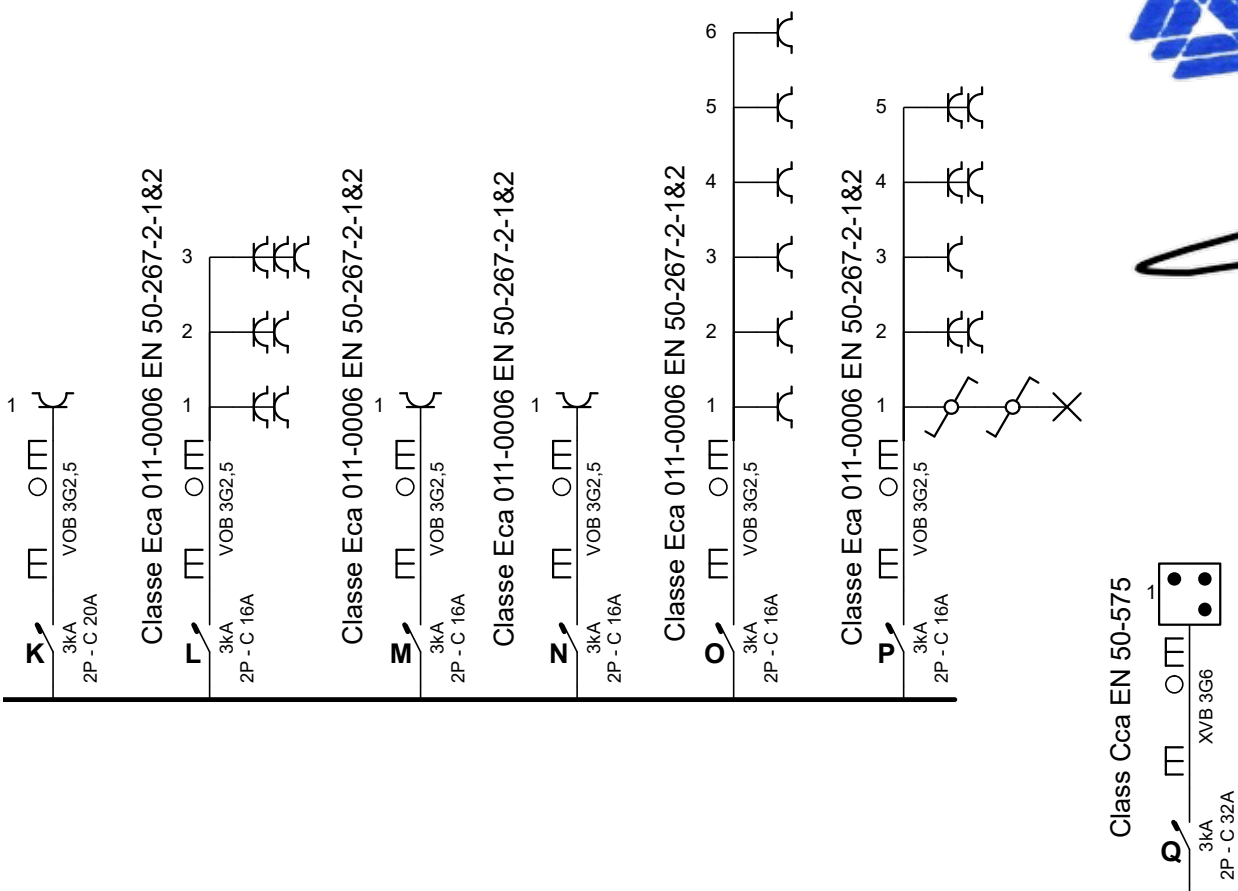 1
VOB 3G2,5
K
3kA
2P - C 20A
Classe Eca 011-0006 EN 50-267-2-1&2
3
2
1
VOB 3G2,5
L
3kA
2P - C 16A
Classe Eca 011-0006 EN 50-267-2-1&2
1
VOB 3G2,5
M
3kA
2P - C 16A
Classe Eca 011-0006 EN 50-267-2-1&2
1
VOB 3G2,5
N
3kA
2P - C 16A
Classe Eca 011-0006 EN 50-267-2-1&2
6
5
4
3
2
1
VOB 3G2,5
O
3kA
2P - C 16A
Classe Eca 011-0006 EN 50-267-2-1&2
5
4
3
2
1
VOB 3G2,5
P
3kA
2P - C 16A
Class Cca EN 50-575
1
XVB 3G6
Q
3kA
2P - C 32A